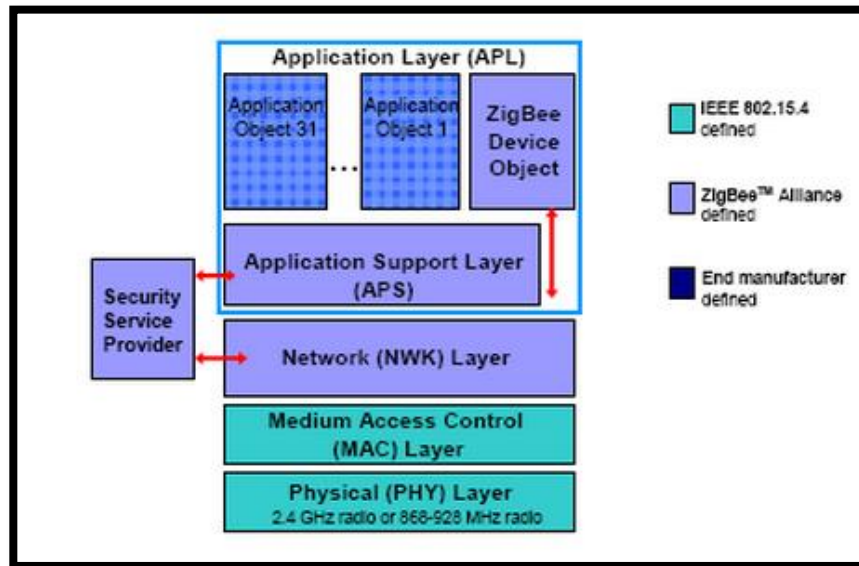 Application Layer (APL)
Application
Object 31
...
Application
Object 1
ZigBee
Device
Object
Application Support Layer
(APS)
Security
Service
Provider
Network (NWK) Layer
Medium Access Control
(MAC) Layer
Physical (PHY) Layer
2.4 GHz radio or 868-928 MHz radio
IEEE 802.15.4
defined
ZigBee™ Alliance
defined
End manufacturer
defined